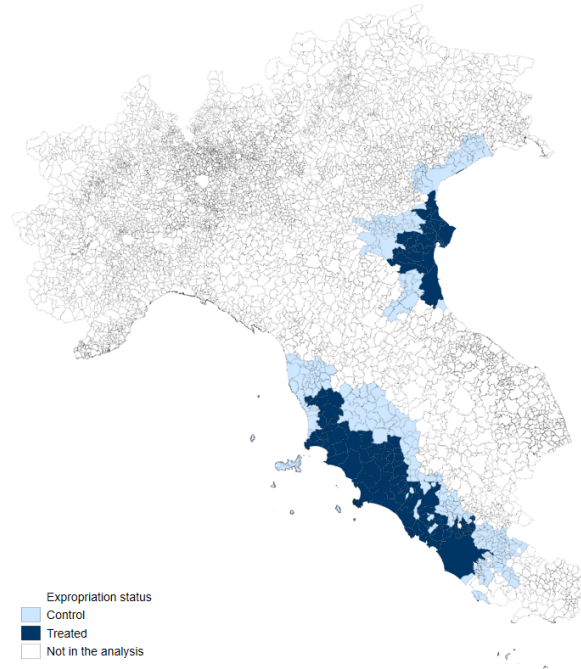 Expropriation status
Control
Treated
Not in the analysis